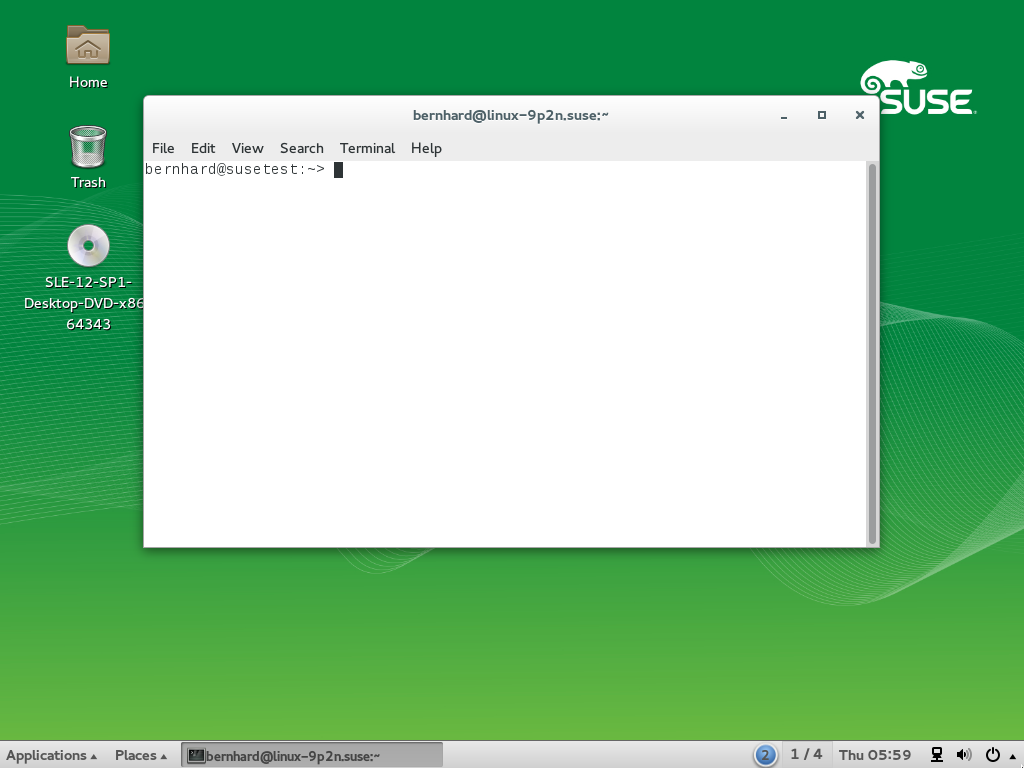 Home
SUSE
bernhard@linux-9p2n.suse:~
File Edit View Search Terminal Help
bernhard@susetest:~>
Trash
SLE-12-SP1-
Desktop-DVD-x86
64343
Applications Places bernhard@linux-9p2n.suse:~ 2 1 / 4 Thu 05:59